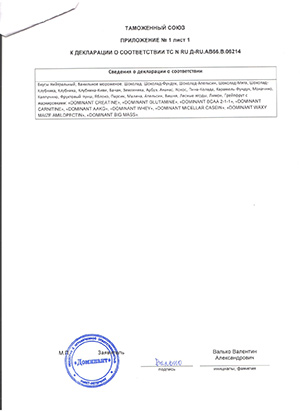 ТАМОЖЕННЫЙ СОЮЗ
ПРИЛОЖЕНИЕ № 1 лист 1
К ДЕКЛАРАЦИИ О СООТВЕТСТВИИ ТС N RU Д-RU.АВ66.В.00214
Сведения о декларации о соответствии
Вкусы Нейтральный, Ванильное мороженое, Шоколад, Шоколад-Фундук, Шоколад-Апельсин, Шоколад-Мята, Шоколад-
Клубника, Клубника, Клубника-Киви, Банан, Земляника, Арбуз, Ананас, Кокос, Пина-Колада, Карамель, Фундук,
Капучино, Фруктовый пунш, Яблоко, Персик, Малина, Апельсин, Вишня, Лесные ягоды, Лимон, Грейпфрут с
маркировками: «DOMINANT CREATINE», «DOMINANT GLUTAMINE», «DOMINANT BCAA 2-1-1», «DOMINANT
CARNITINE», «DOMINANT AAKG», «DOMINANT WHEY», «DOMINANT MICELLAR CASEIN», «DOMINANT WAXY
MAIZE AMILOPECTIN», «DOMINANT BIG MASS».
М.П. Заявитель
«Доминант»
подпись
Валько Валентин
Александрович
инициалы, фамилия